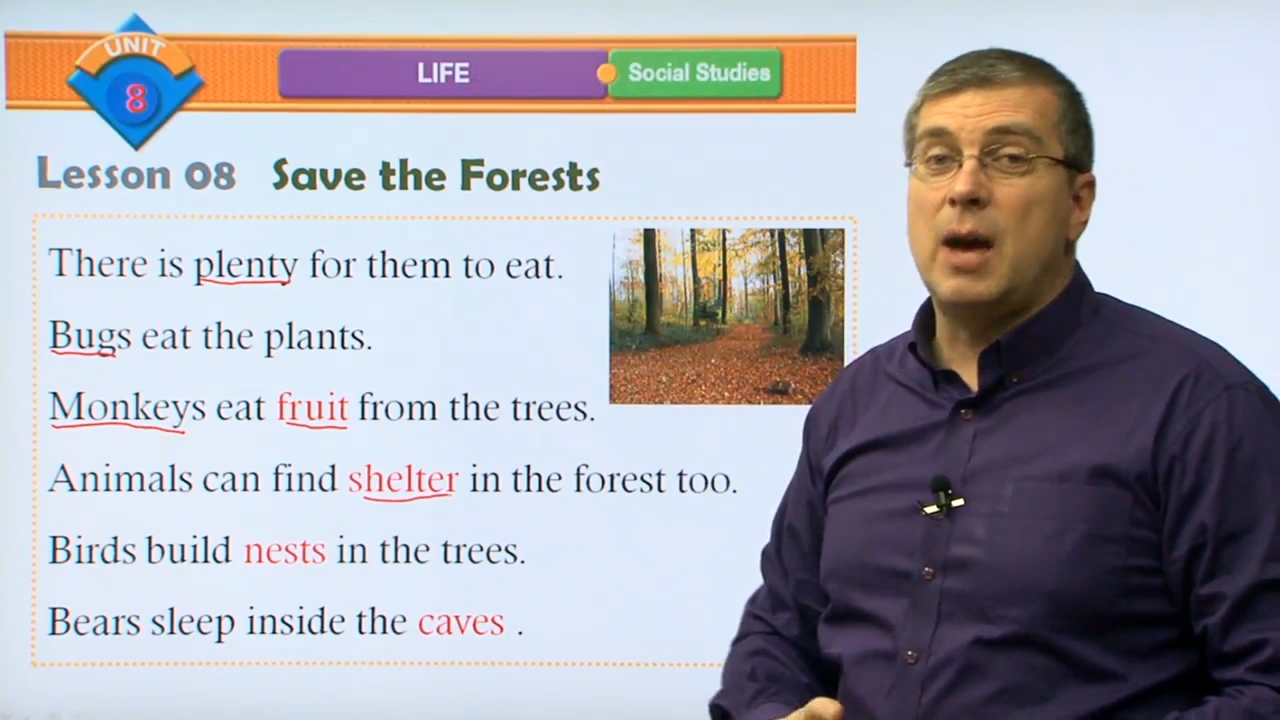 UNIT
8
LIFE
Social Studies
Lesson 08 Save the Forests
There is plenty for them to eat.
Bugs eat the plants.
Monkeys eat fruit from the trees.
Animals can find shelter in the forest too.
Birds build nests in the trees.
Bears sleep inside the caves .